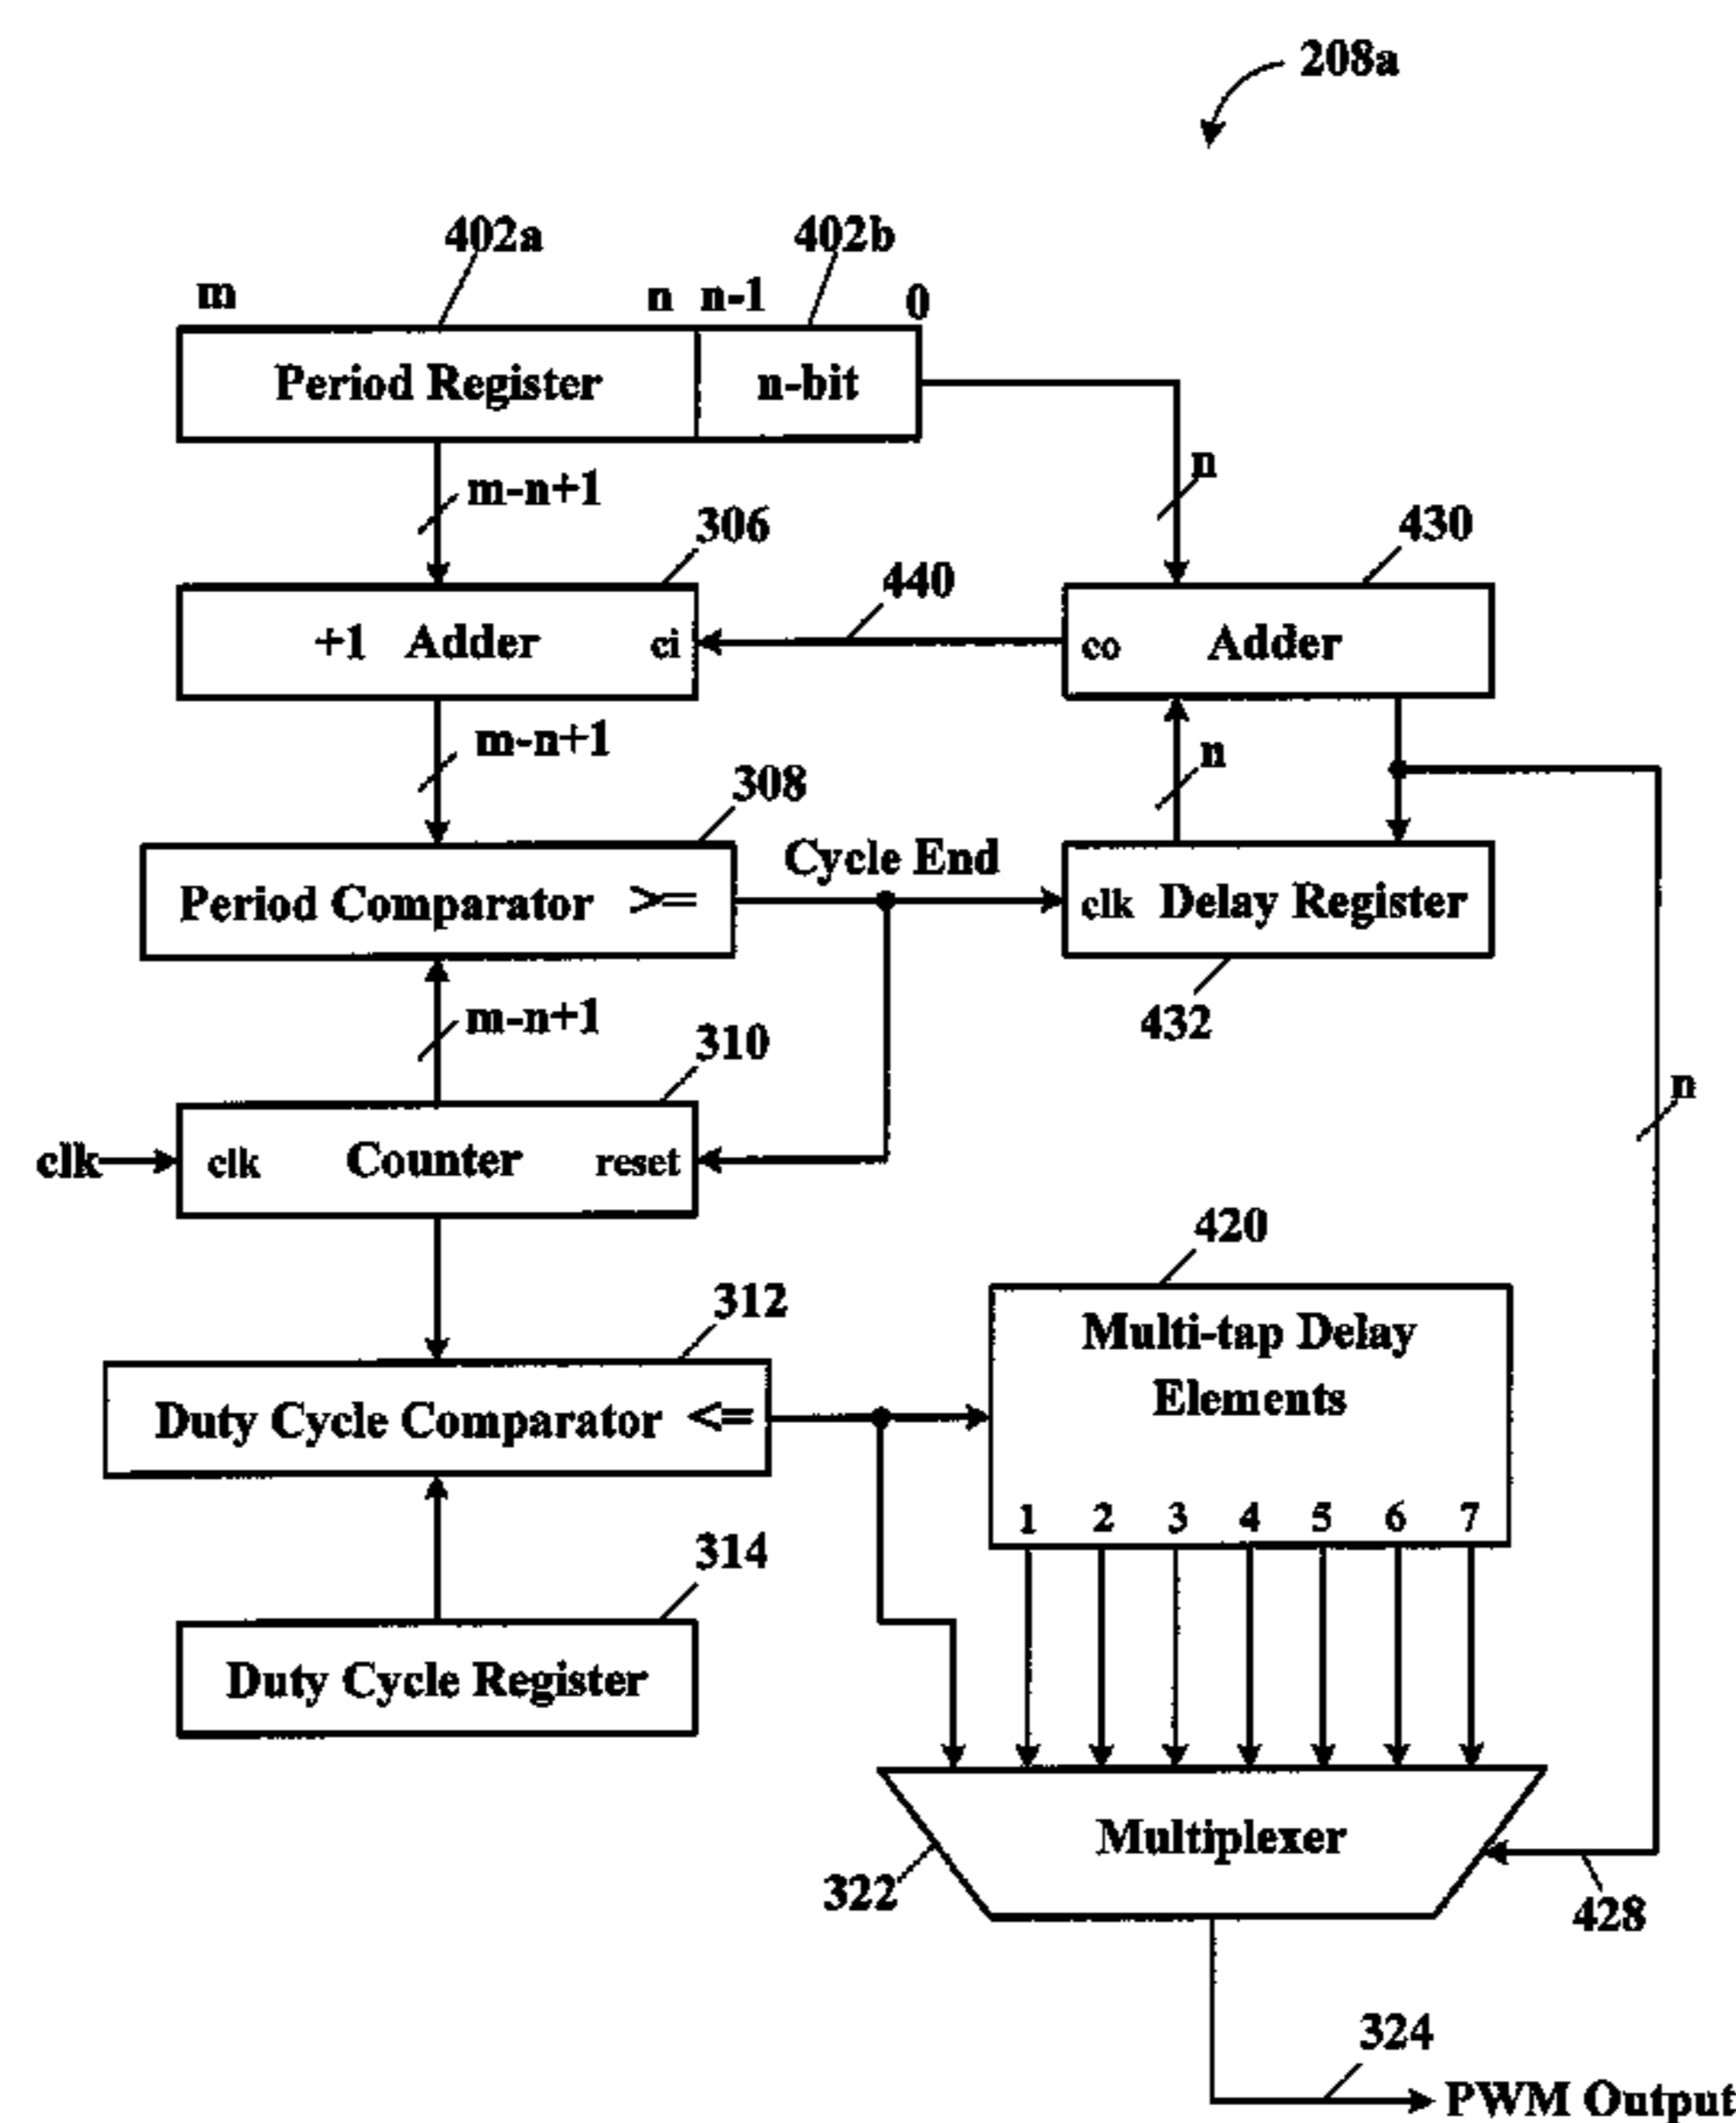 208a
402a 402b
m n n-1 0
Period Register n-bit
n
m-n+1
306 430
440
+1 Adder ci co Adder
m-n+1 n
308
Cycle End
Period Comparator >= clk Delay Register
m-n+1
310 432
n
clk clk Counter reset
420
312
Multi-tap Delay
Elements
Duty Cycle Comparator <=
1 2 3 4 5 6 7
314
Duty Cycle Register
Multiplexer
322 428
324
PWM Output